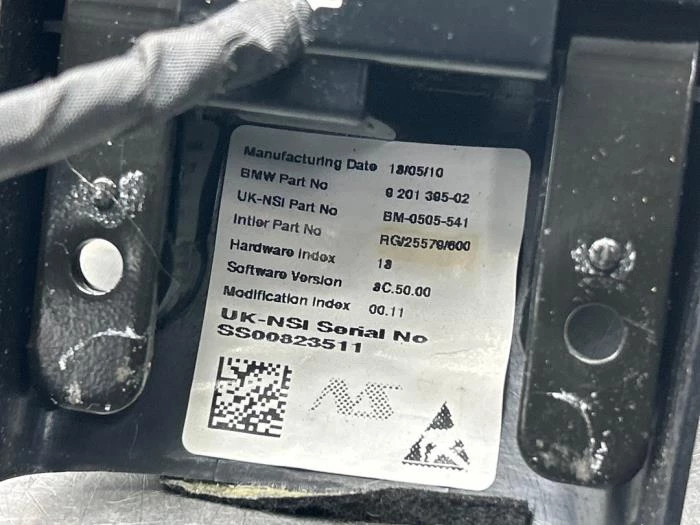 Manufacturing Date 18/05/10
BMW Part No 9 201 395-02
UK-NSI Part No BM-0505-541
Intier Part No RG/25579/600
Hardware Index 13
Software Version 3C.50.00
Modification Index 00.11
UK-NSI Serial No
SS00823511
NS